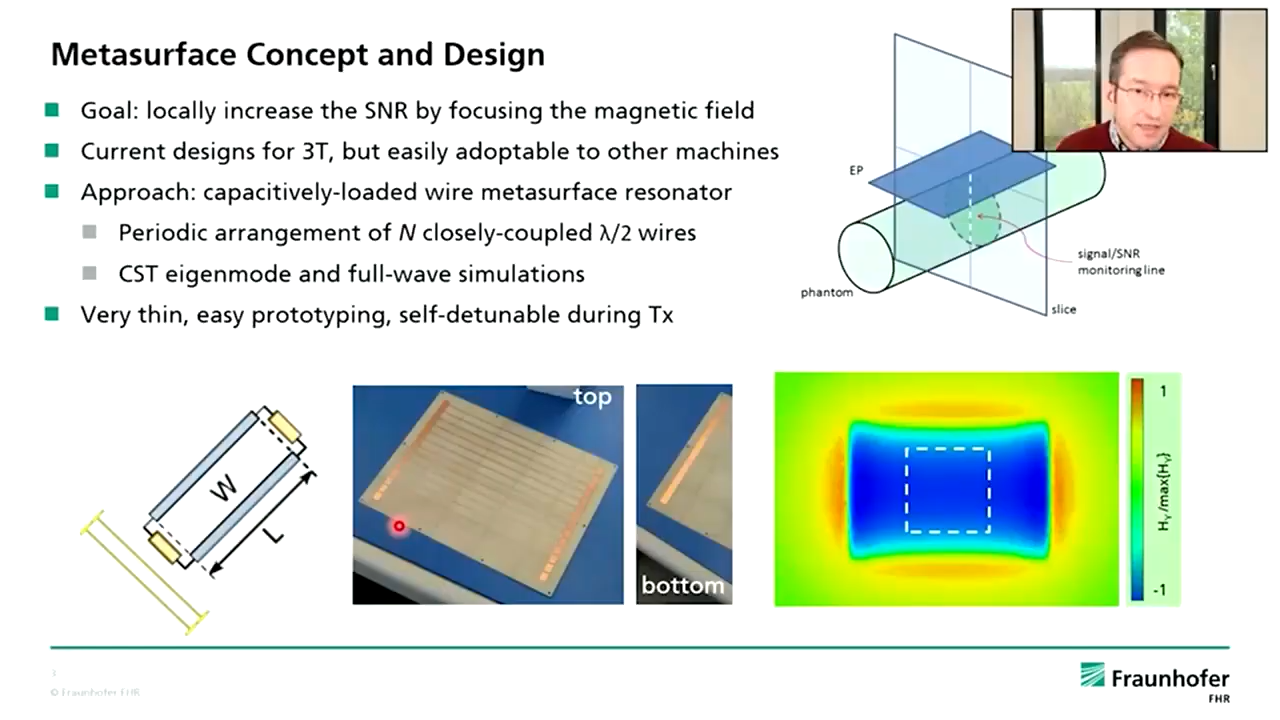 Metasurface Concept and Design
Goal: locally increase the SNR by focusing the magnetic field
Current designs for 3T, but easily adoptable to other machines
Approach: capacitively-loaded wire metasurface resonator
Periodic arrangement of N closely-coupled λ/2 wires
CST eigenmode and full-wave simulations
Very thin, easy prototyping, self-detunable during Tx
EP
signal/SNR
monitoring line
phantom
slice
W
L
top
bottom
1
Hγ/max{Hγ}
-1
3
© Fraunhofer FHR
Fraunhofer
FHR